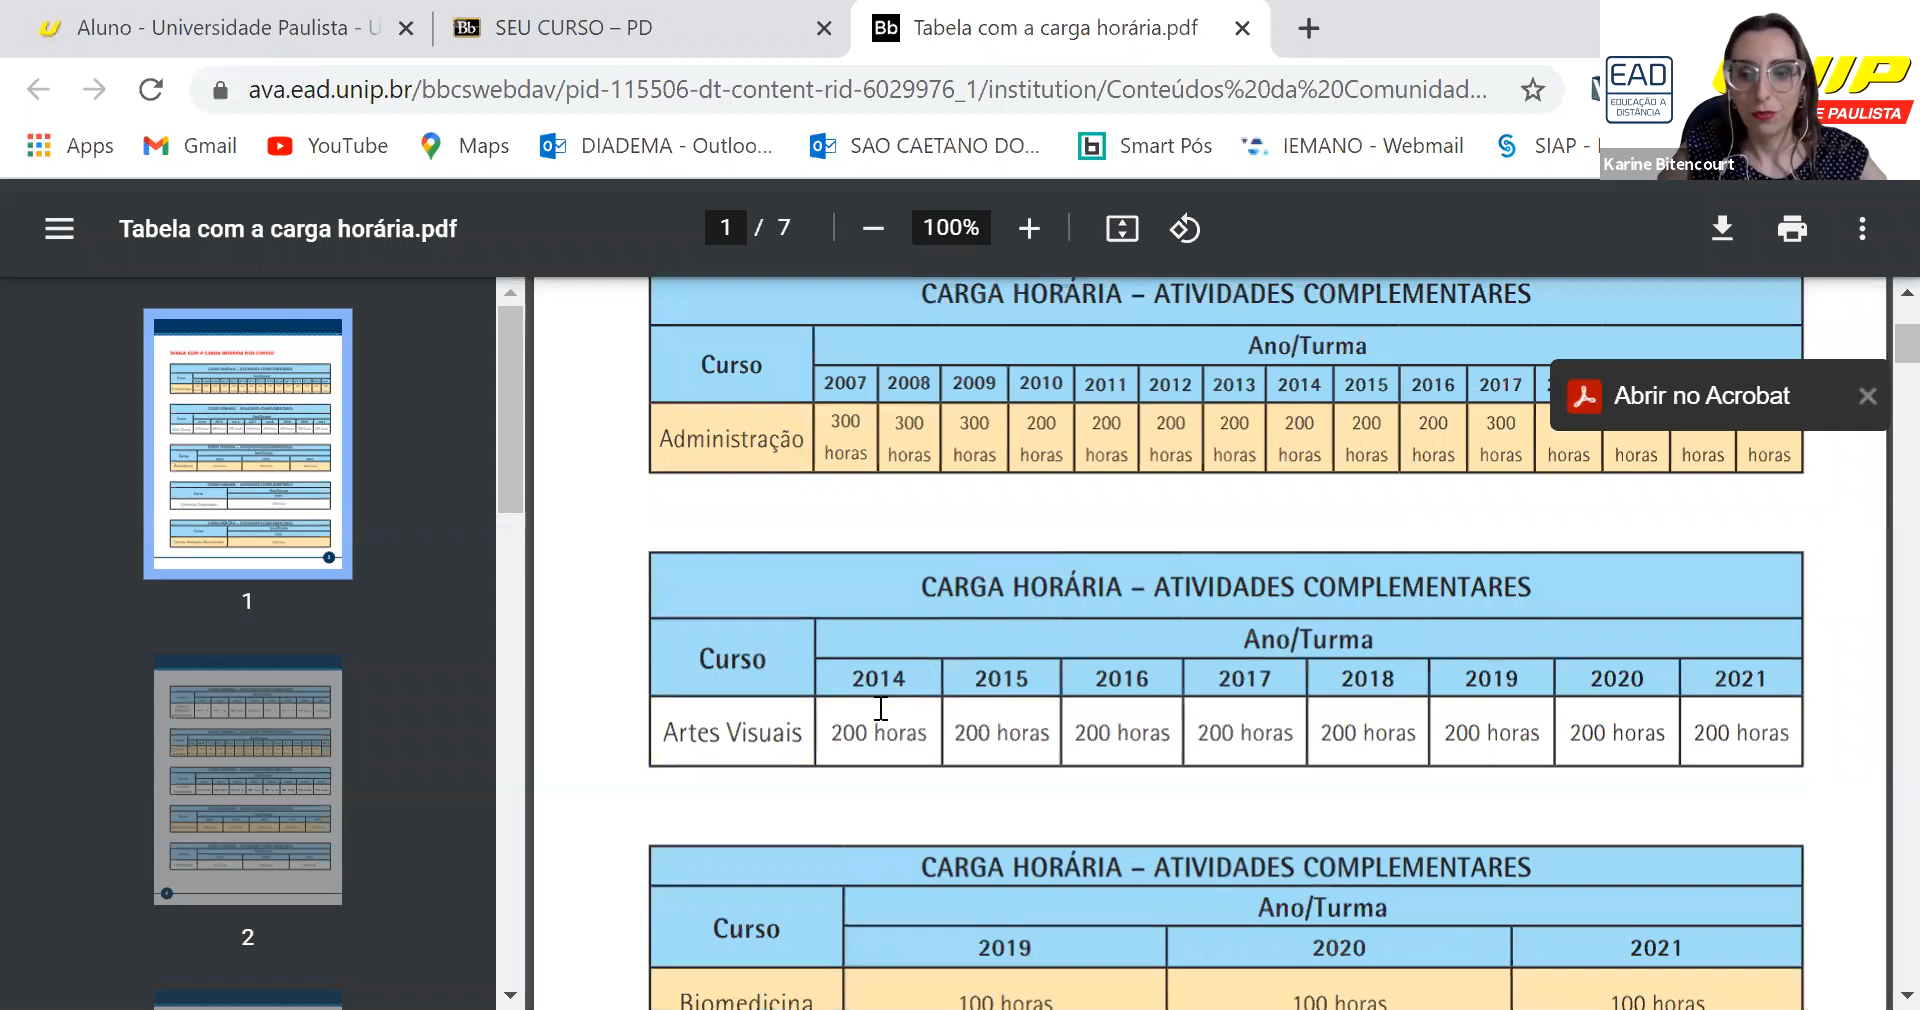 Aluno - Universidade Paulista - U
SEU CURSO – PD
Bb
Tabela com a carga horária.pdf
ava.ead.unip.br/bbcswebdav/pid-115506-dt-content-rid-6029976_1/institution/Conteúdos%20da%20Comunidad...
EAD
EDUCAÇÃO A
DISTÂNCIA
UNIP
E PAULISTA
Karine Bitencourt
Apps
Gmail
YouTube
Maps
DIADEMA - Outloo...
SAO CAETANO DO...
Smart Pós
IEMANO - Webmail
SIAP -
Tabela com a carga horária.pdf
1 / 7
100%
1
2
CARGA HORÁRIA – ATIVIDADES COMPLEMENTARES
Curso
Ano/Turma
2007 2008 2009 2010 2011 2012 2013 2014 2015 2016 2017
Administração
300 300 300 200 200 200 200 200 200 200 300
horas horas horas horas horas horas horas horas horas horas horas horas horas horas horas
Abrir no Acrobat
CARGA HORÁRIA – ATIVIDADES COMPLEMENTARES
Curso
Ano/Turma
2014 2015 2016 2017 2018 2019 2020 2021
Artes Visuais 200 horas 200 horas 200 horas 200 horas 200 horas 200 horas 200 horas 200 horas
CARGA HORÁRIA – ATIVIDADES COMPLEMENTARES
Curso
Ano/Turma
2019 2020 2021
Biomedicina 100 horas 100 horas 100 horas